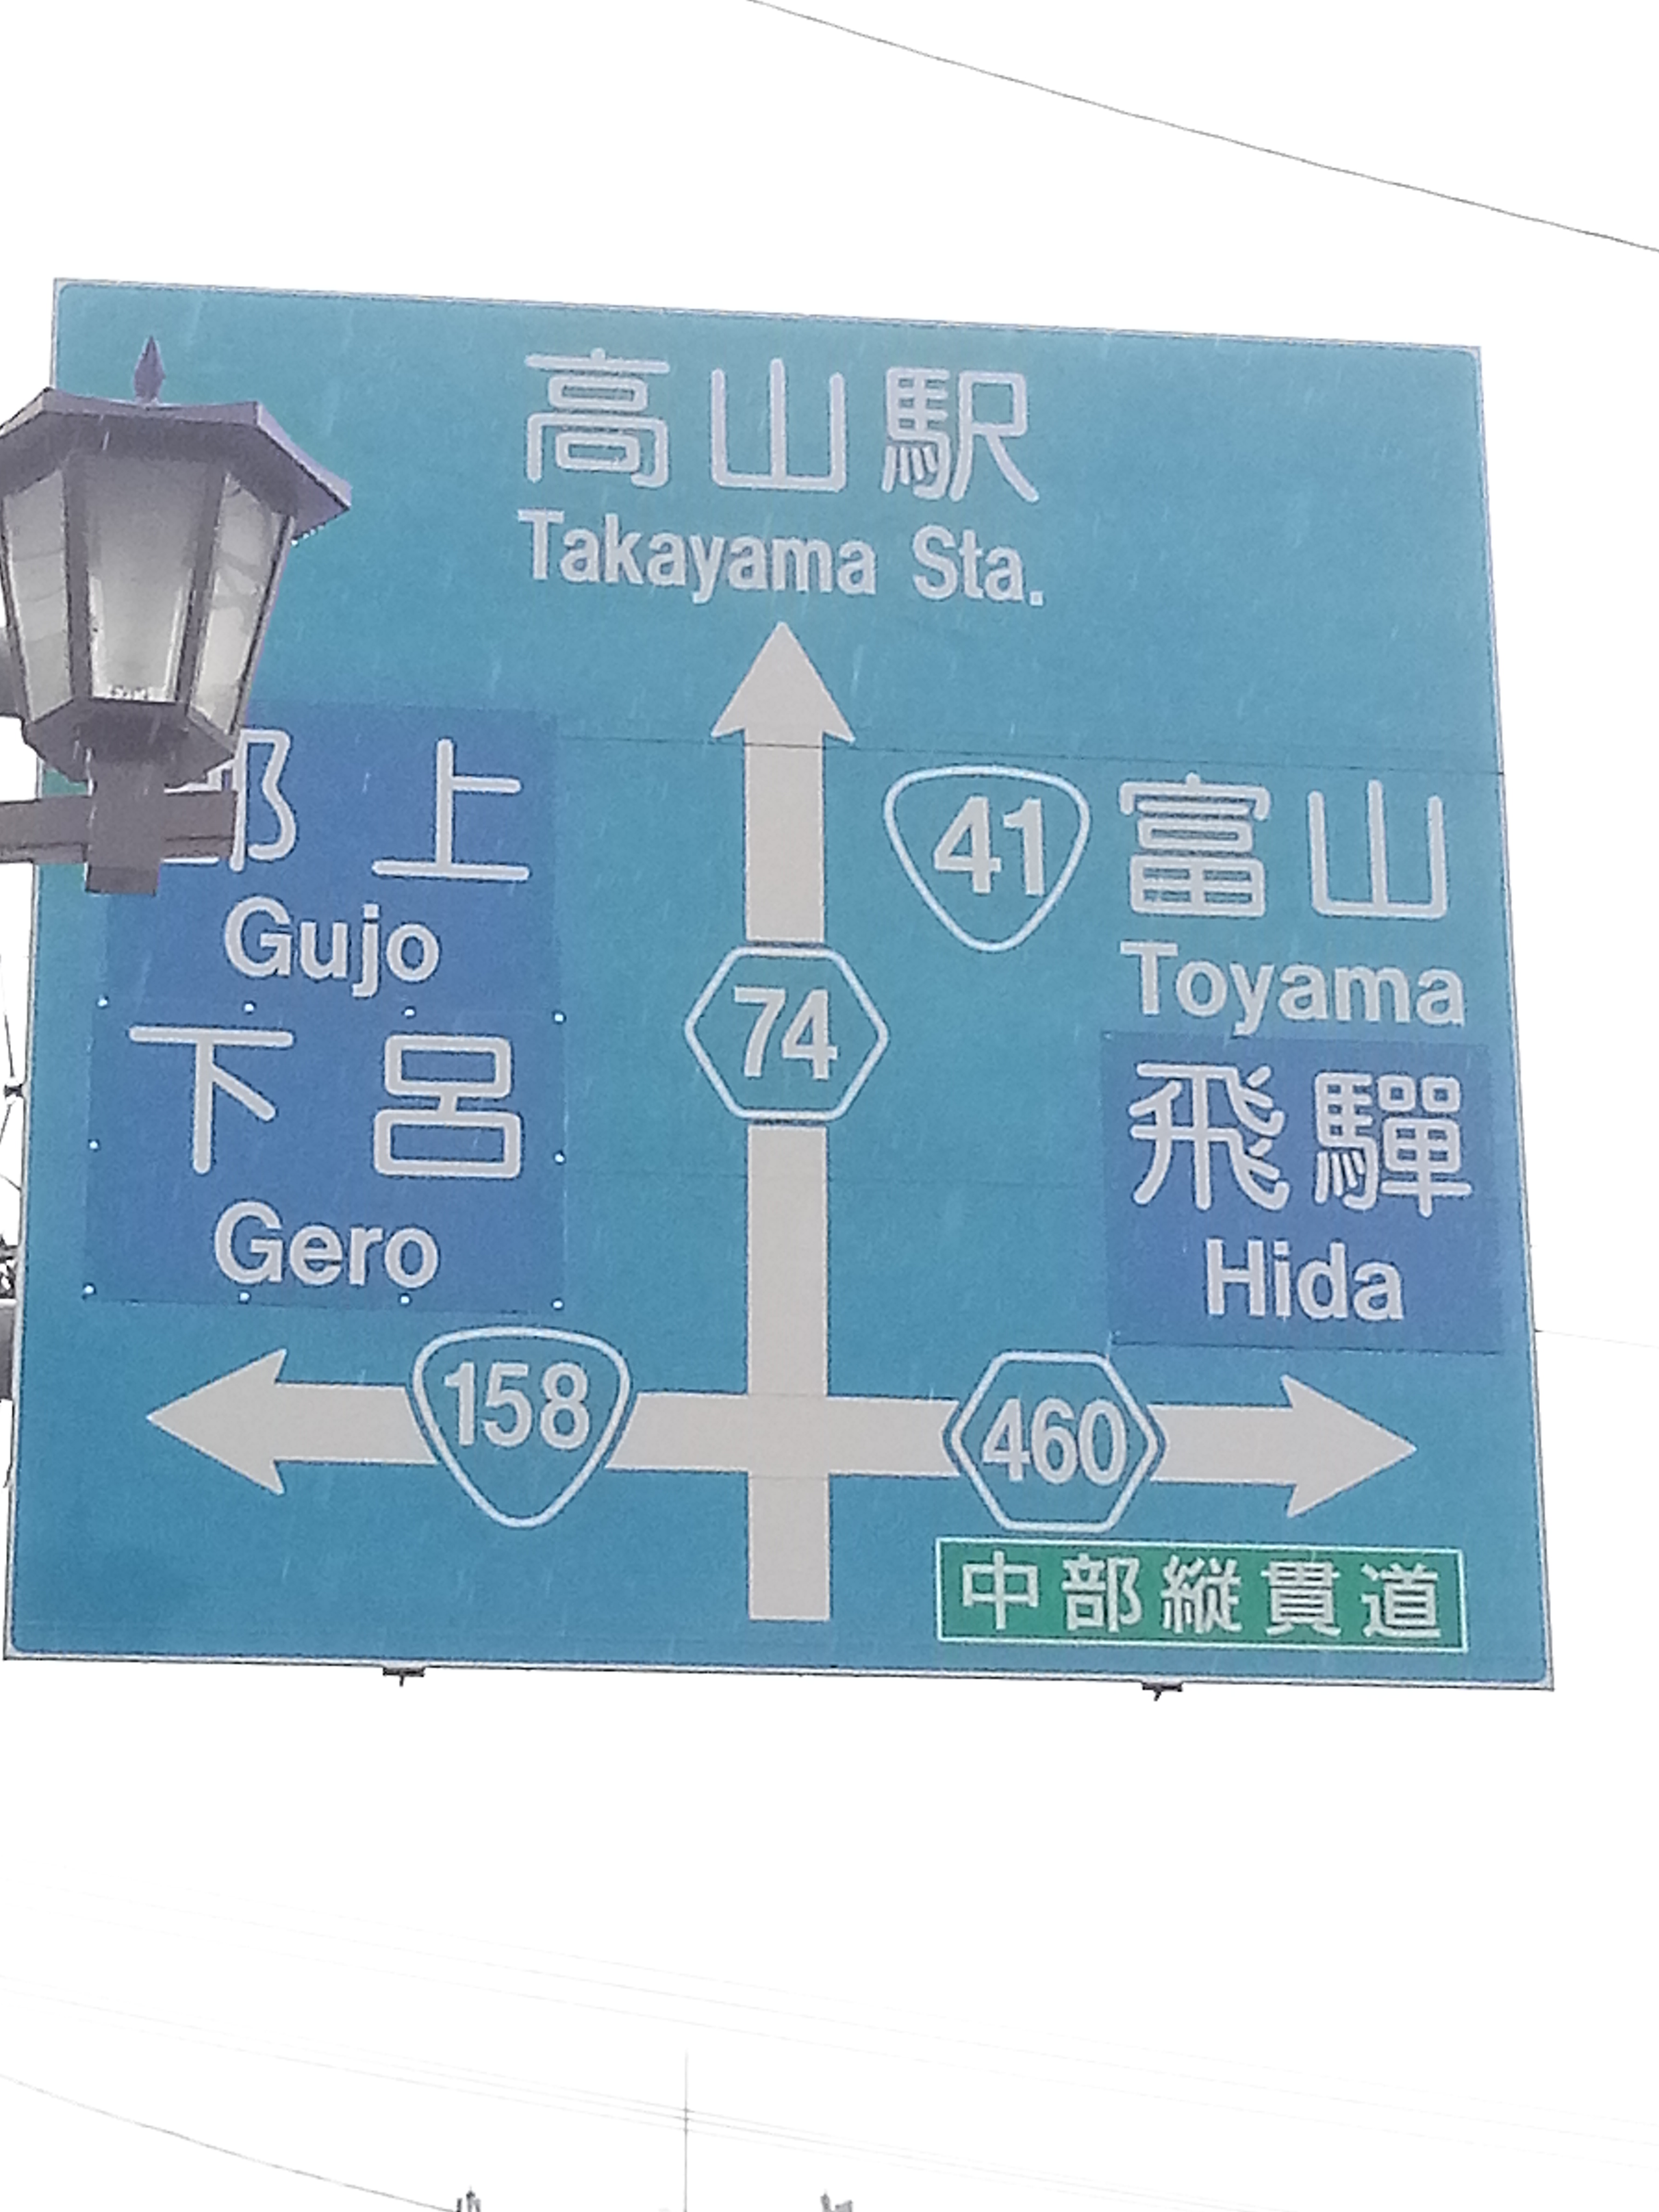 高山駅
Takayama Sta.
上
Gujo
下呂
Gero
41 富山
Toyama
飛驒
Hida
74
158
460
中部縦貫道